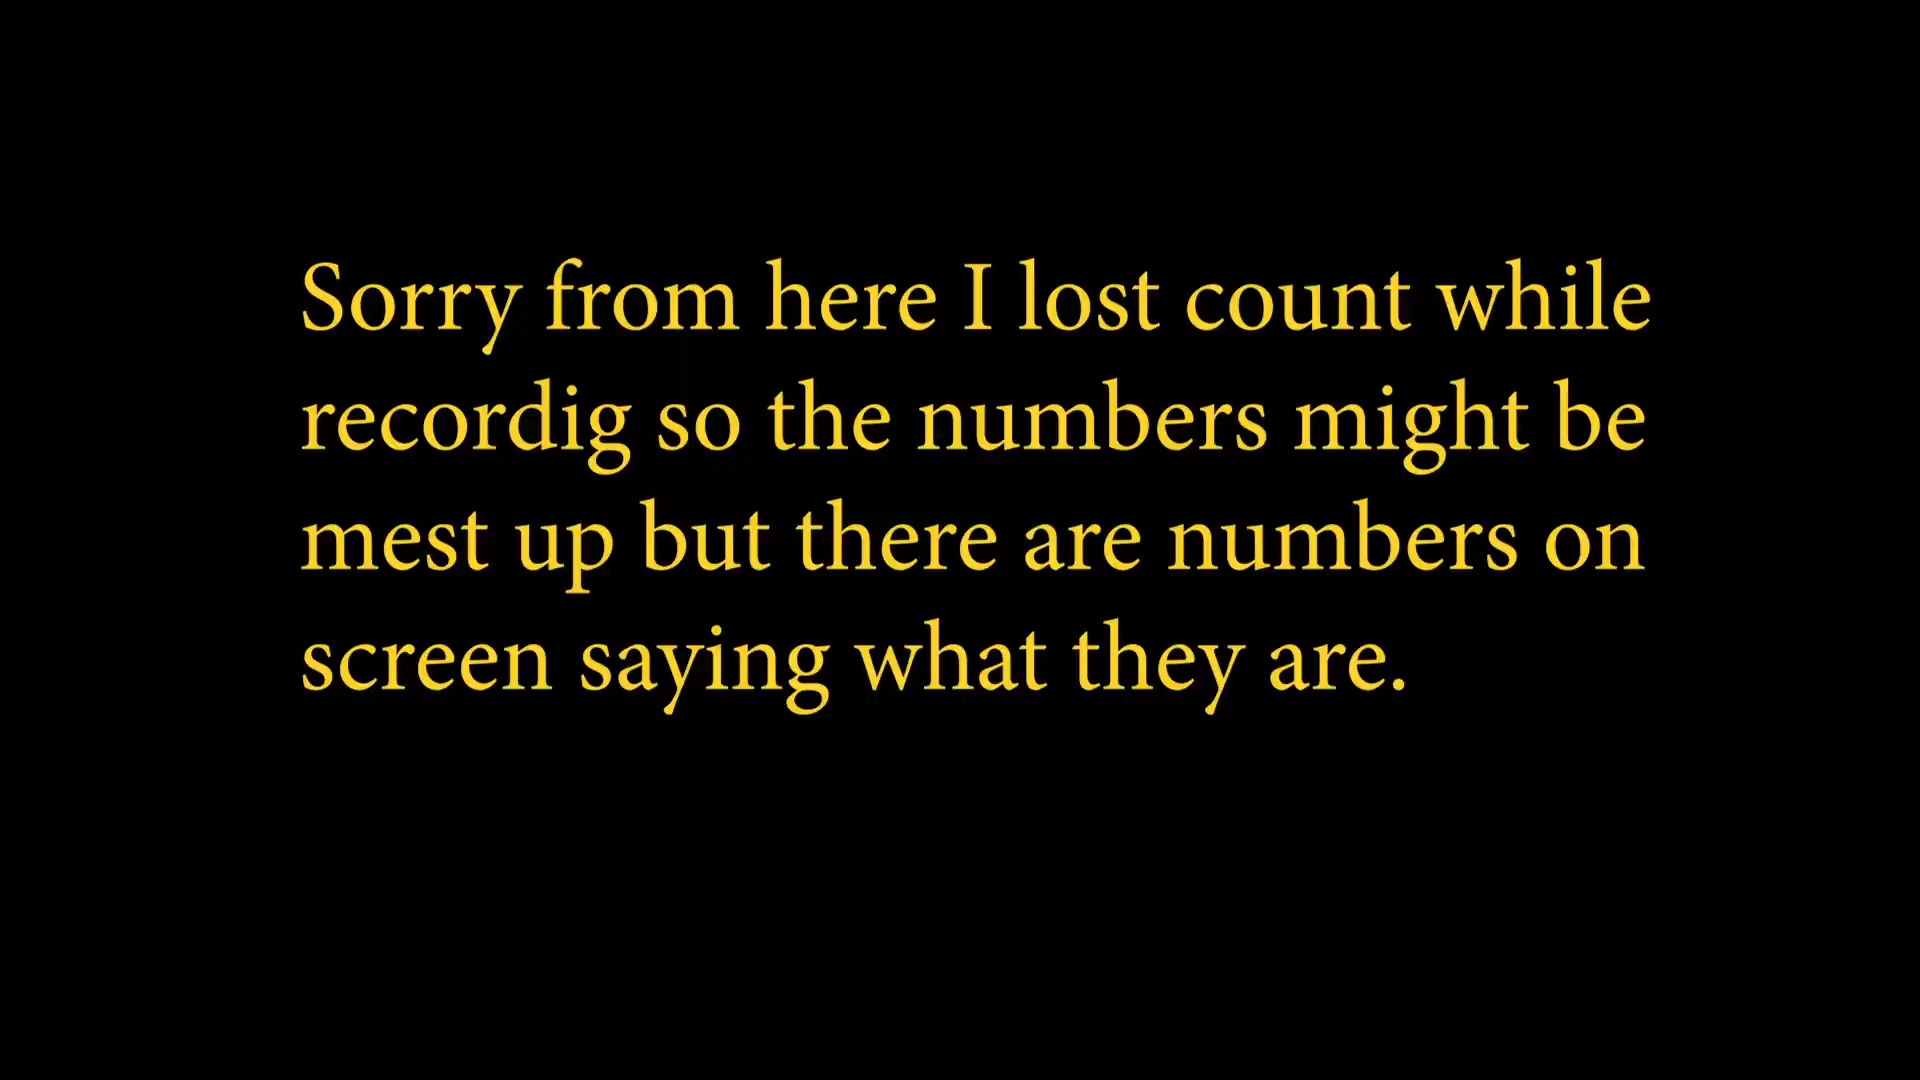 Sorry from here I lost count while
recordig so the numbers might be
mest up but there are numbers on
screen saying what they are.